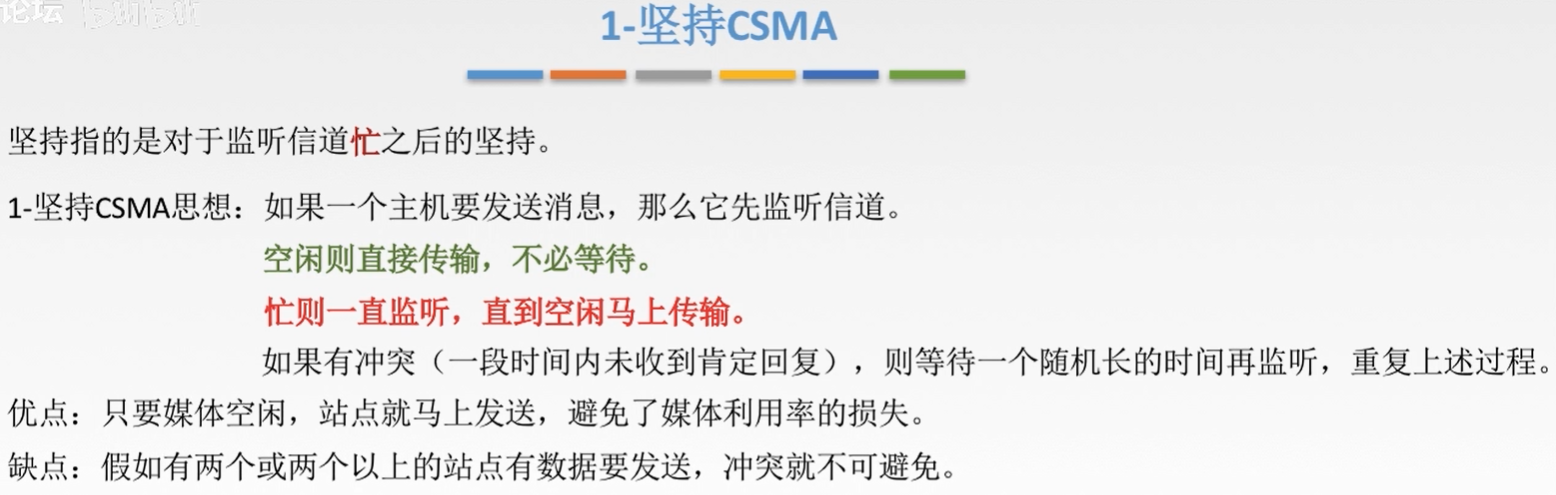 论坛 bilibili
1-坚持CSMA
坚持指的是对于监听信道忙之后的坚持。
1-坚持CSMA思想：如果一个主机要发送消息，那么它先监听信道。
空闲则直接传输，不必等待。
忙则一直监听，直到空闲马上传输。
如果有冲突（一段时间内未收到肯定回复），则等待一个随机长的时间再监听，重复上述过程。
优点：只要媒体空闲，站点就马上发送，避免了媒体利用率的损失。
缺点：假如有两个或两个以上的站点有数据要发送，冲突就不可避免。